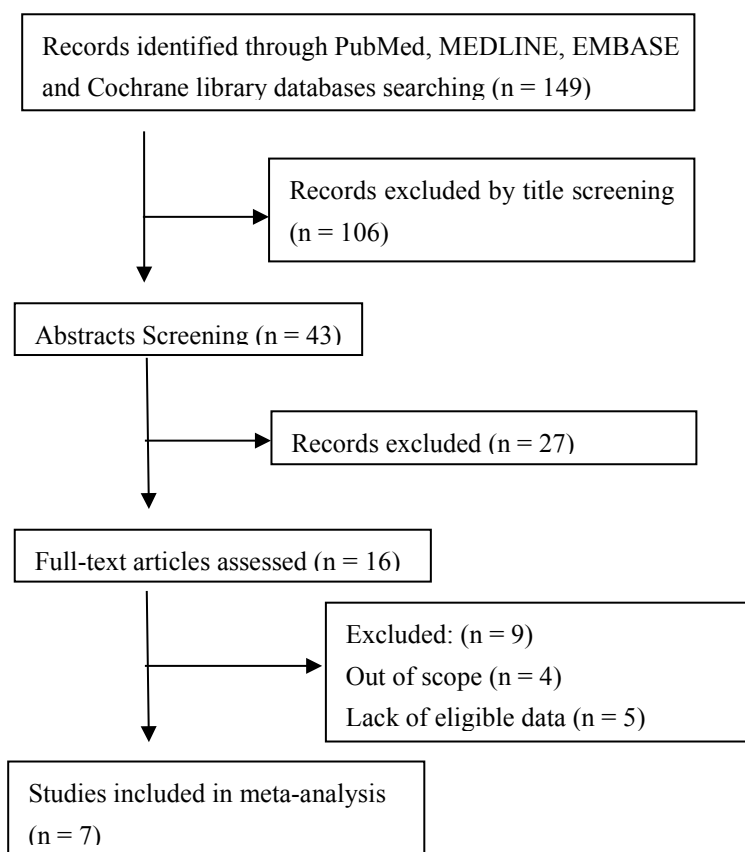 Records identified through PubMed, MEDLINE, EMBASE
and Cochrane library databases searching (n = 149)
Records excluded by title screening
(n = 106)
Abstracts Screening (n = 43)
Records excluded (n = 27)
Full-text articles assessed (n = 16)
Excluded: (n = 9)
Out of scope (n = 4)
Lack of eligible data (n = 5)
Studies included in meta-analysis
(n = 7)